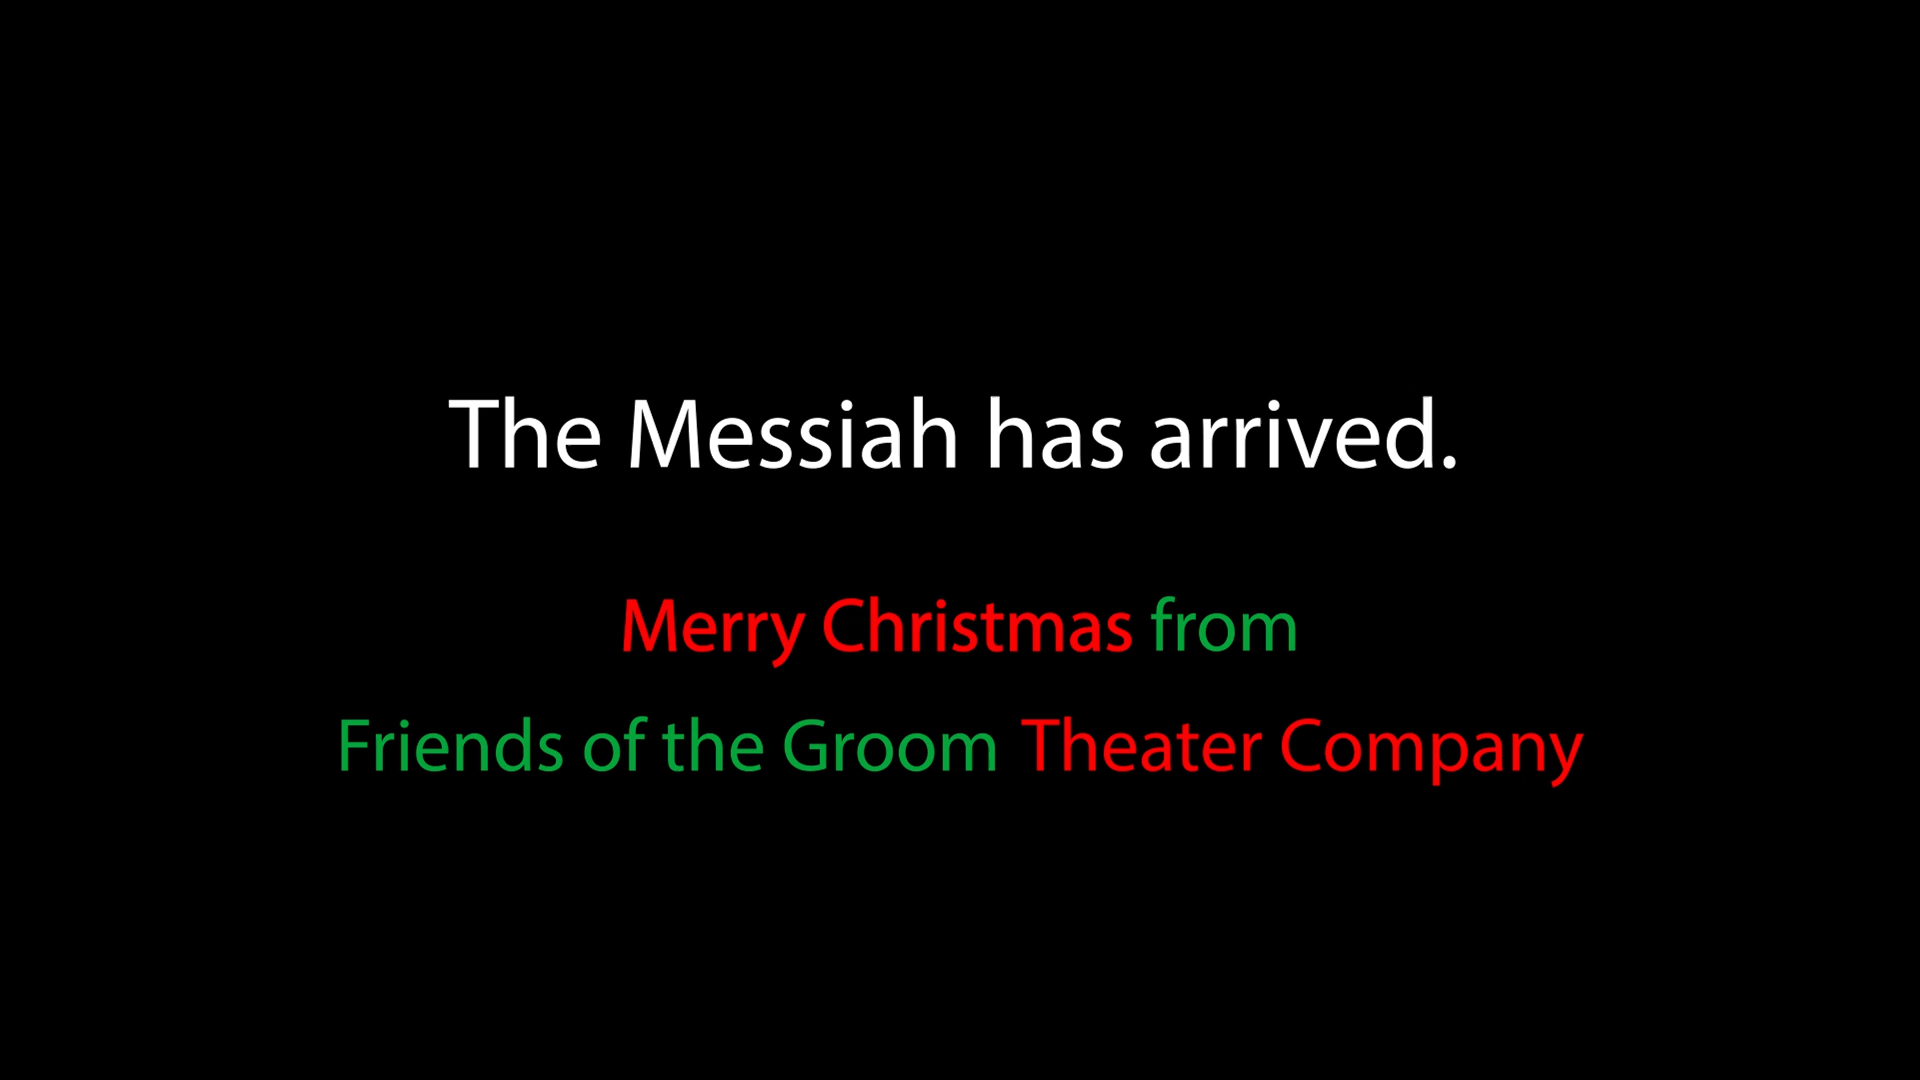 The Messiah has arrived.
Merry Christmas from
Friends of the Groom Theater Company